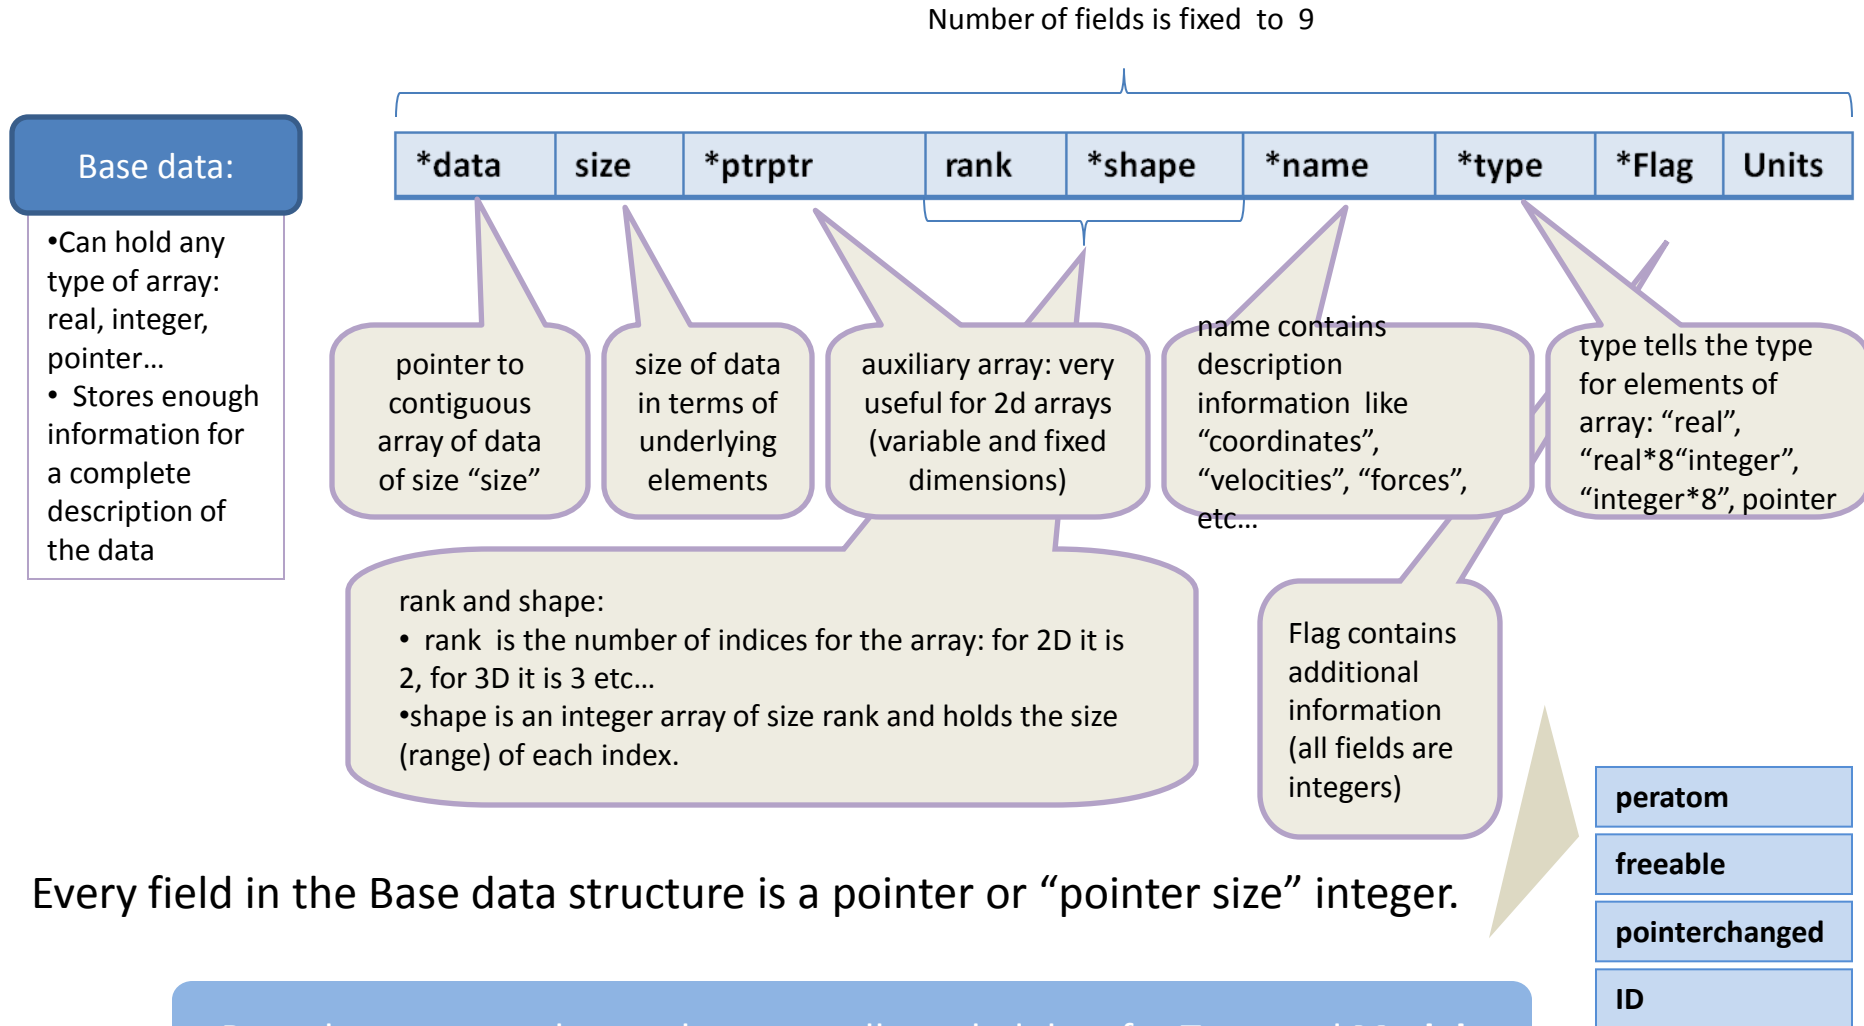 Number of fields is fixed to 9
Base data:
*data size *ptrptr rank *shape *name *type *Flag Units
•Can hold any
type of array:
real, integer,
pointer…
• Stores enough
information for
a complete
description of
the data
pointer to
contiguous
array of data
of size “size”
size of data
in terms of
underlying
elements
auxiliary array: very
useful for 2d arrays
(variable and fixed
dimensions)
name contains
description
information like
“coordinates”,
“velocities”, “forces”,
etc…
type tells the type
for elements of
array: “real”,
“real*8“integer”,
“integer*8”, pointer
rank and shape:
• rank is the number of indices for the array: for 2D it is
2, for 3D it is 3 etc…
•shape is an integer array of size rank and holds the size
(range) of each index.
Flag contains
additional
information
(all fields are
integers)
peratom
freeable
pointerchanged
ID
Every field in the Base data structure is a pointer or “pointer size” integer.